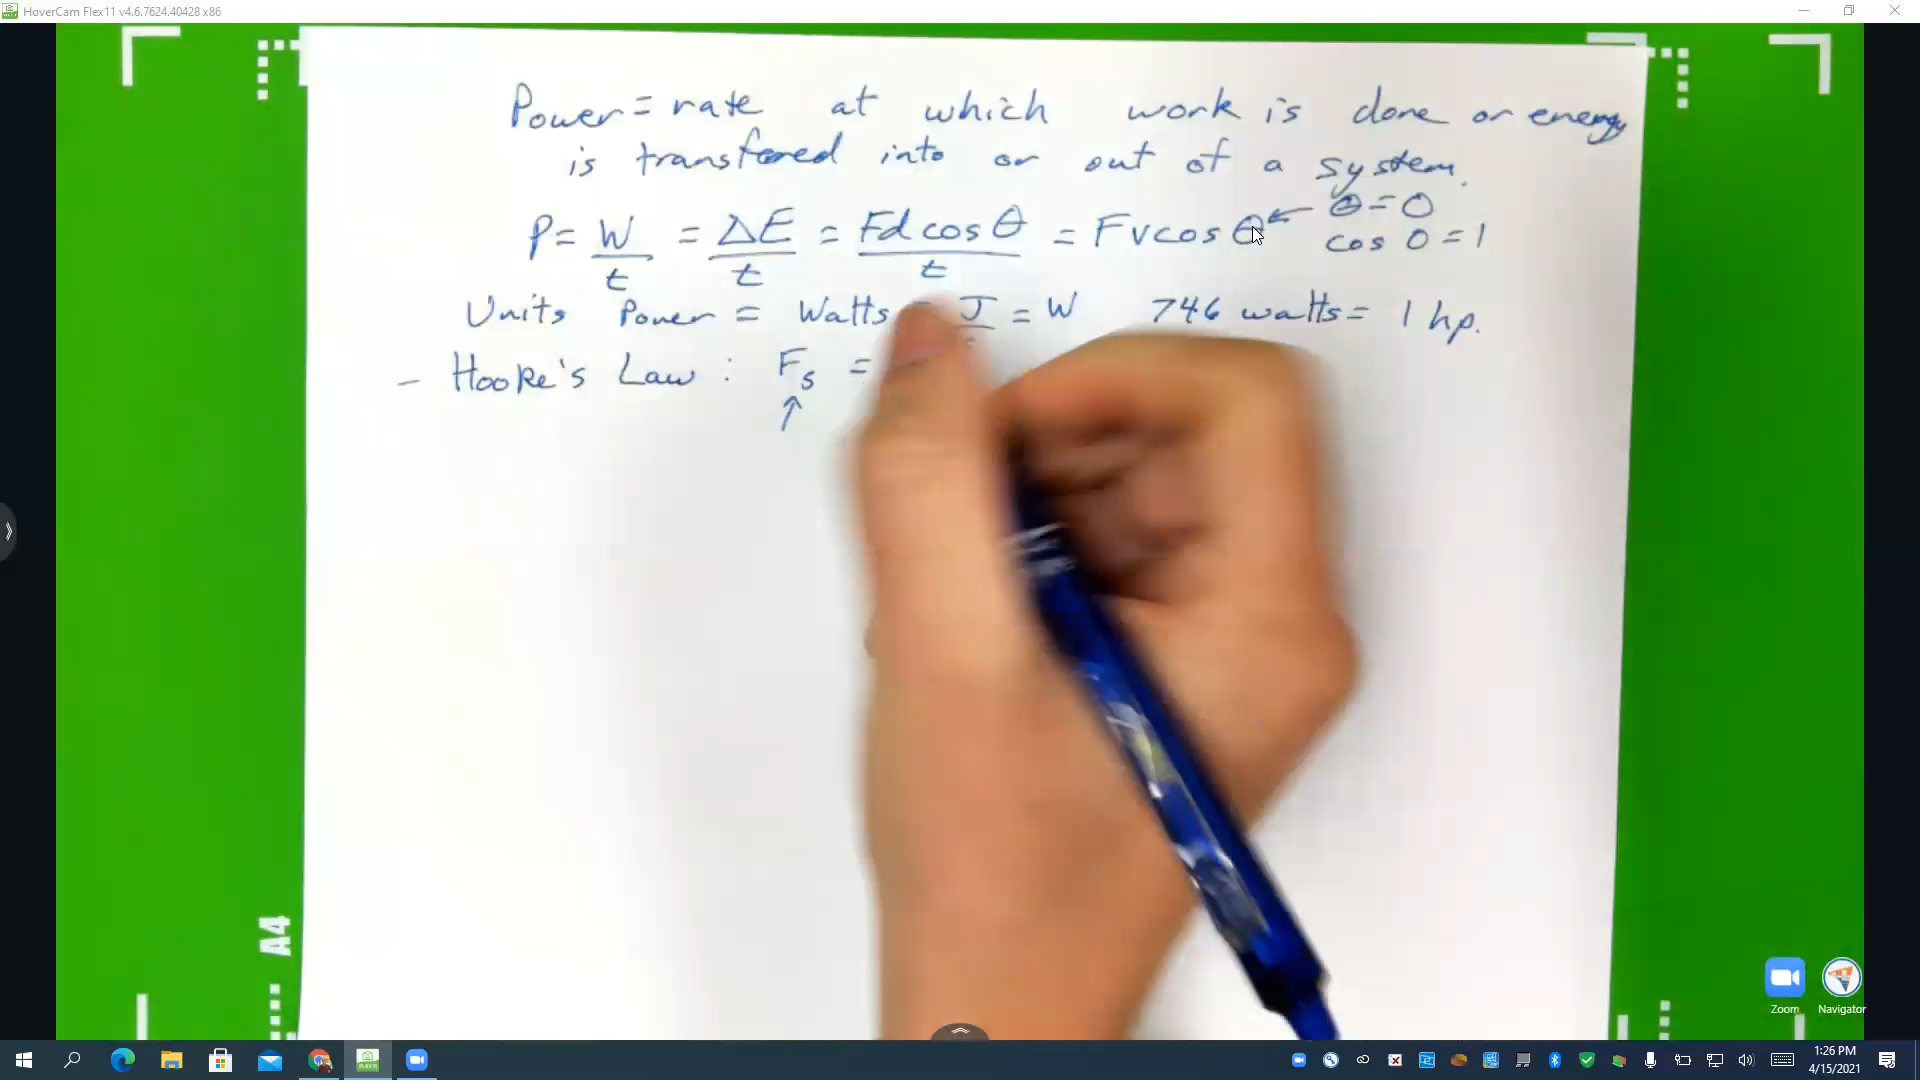 HoverCam Flex11 v4.6.7624.40428 x86
Power = rate at which work is done or energy
is transfered into or out of a system.
P = W/t = ΔE/t = Fd cos θ/t = Fv cos θ ← θ = 0
cos 0 = 1
Units Power = Watts = J/s = W 746 watts = 1 hp.
- Hooke's Law : Fs =
↑
A4
Zoom
Navigator
1:26 PM
4/15/2021